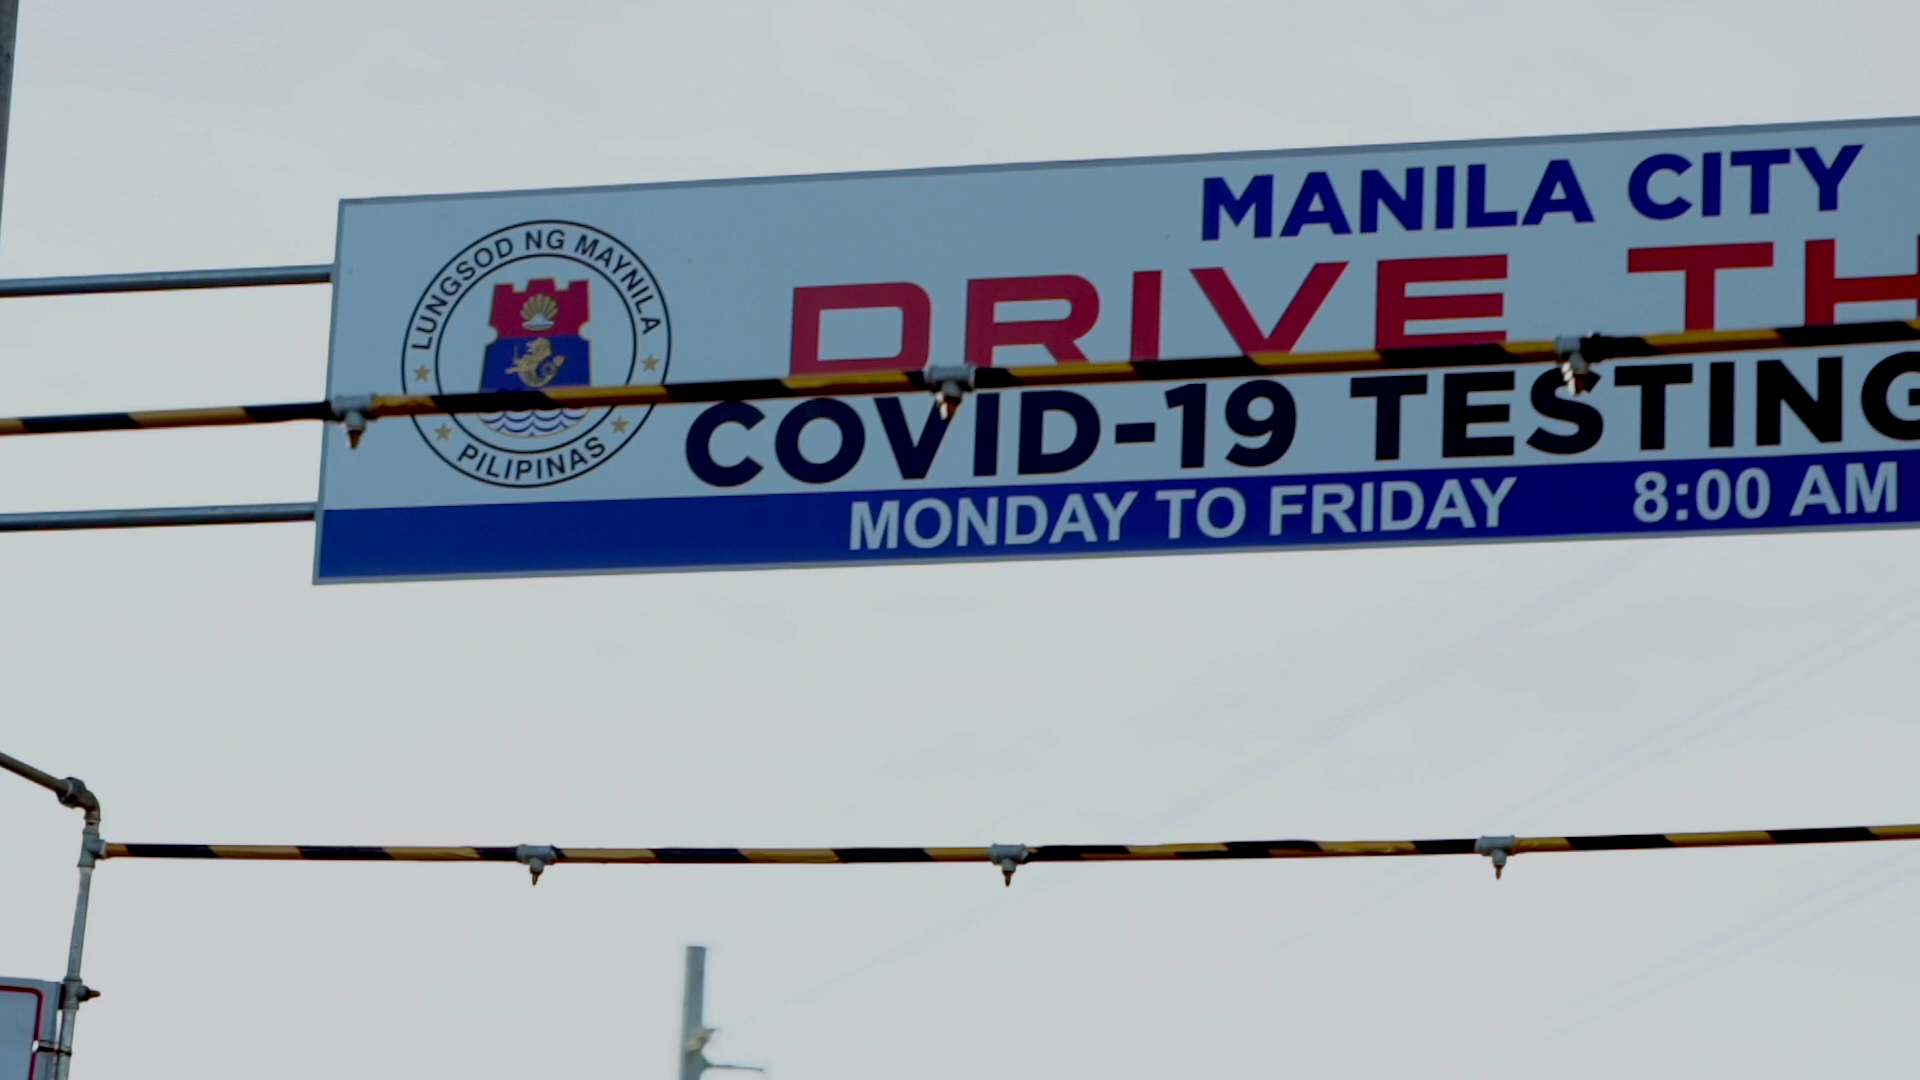 LUNGSOD NG MAYNILA
PILIPINAS
MANILA CITY
DRIVE TH
COVID-19 TESTING
MONDAY TO FRIDAY 8:00 AM